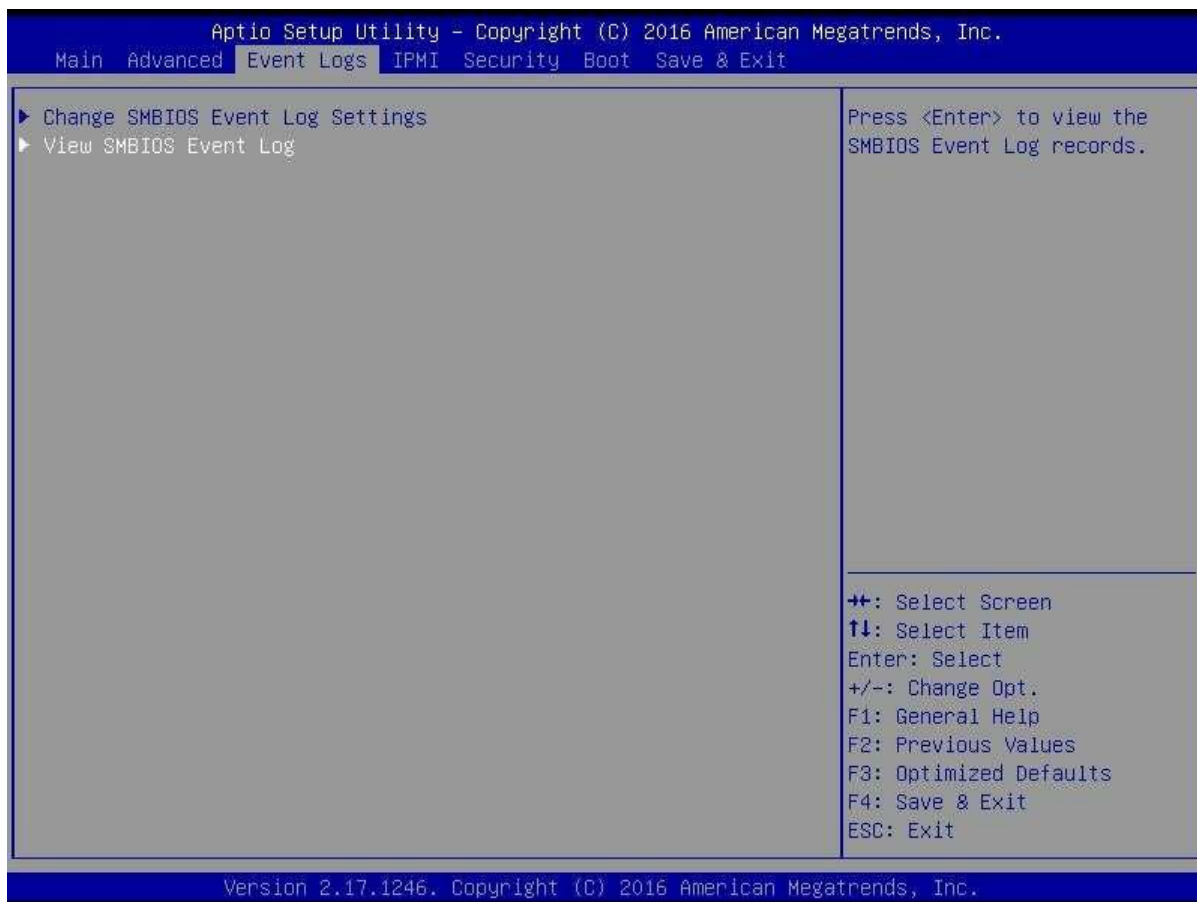 Aptio Setup Utility – Copyright (C) 2016 American Megatrends, Inc.
Main Advanced Event Logs IPMI Security Boot Save & Exit
▶ Change SMBIOS Event Log Settings
▶ View SMBIOS Event Log
Press <Enter> to view the
SMBIOS Event Log records.
→←: Select Screen
↑↓: Select Item
Enter: Select
+/-: Change Opt.
F1: General Help
F2: Previous Values
F3: Optimized Defaults
F4: Save & Exit
ESC: Exit
Version 2.17.1246. Copyright (C) 2016 American Megatrends, Inc.